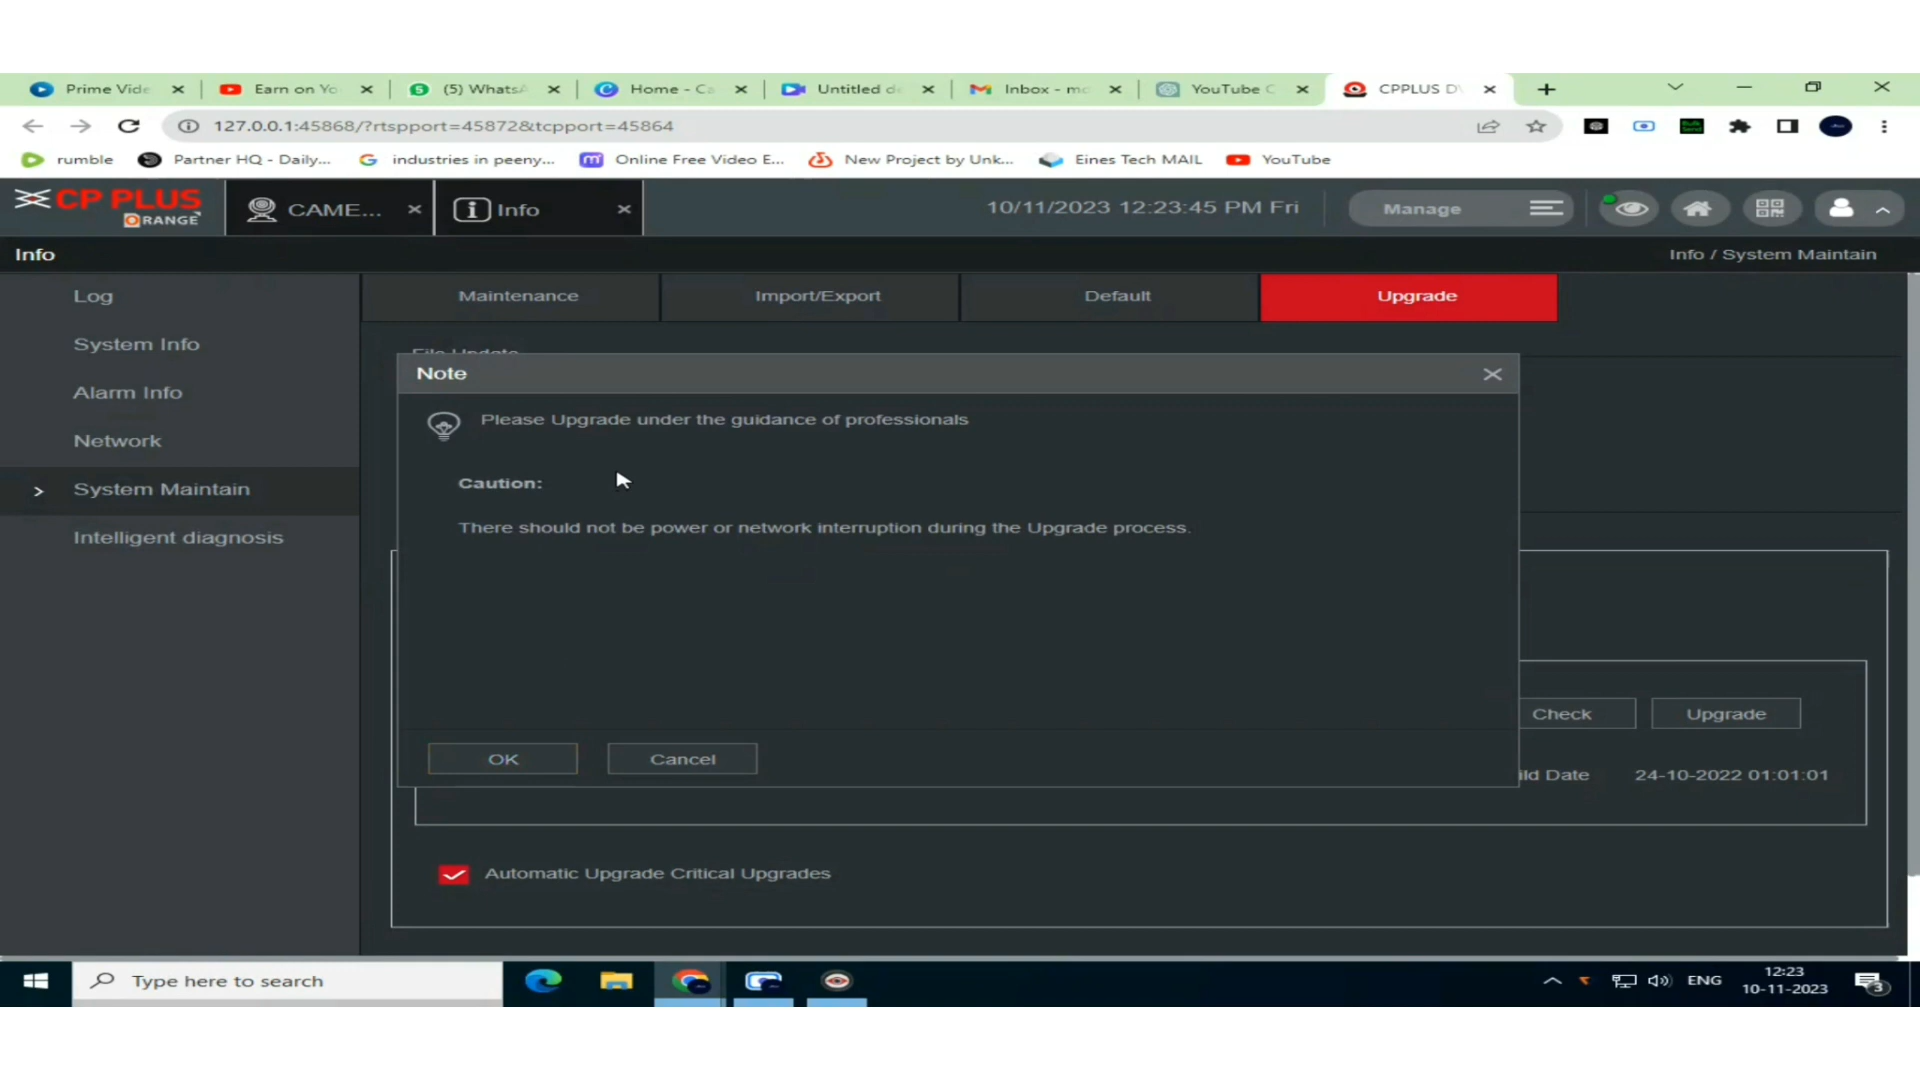 Prime Vide
Earn on Yo
(5) WhatsA
Home - Ca
Untitled de
Inbox - mo
YouTube C
CPPLUS DV
127.0.0.1:45868/?rtspport=45872&tcpport=45864
rumble
Partner HQ - Daily...
industries in peeny...
Online Free Video E...
New Project by Unk...
Eines Tech MAIL
YouTube
CP PLUS
ORANGE
CAME...
Info
10/11/2023 12:23:45 PM Fri
Manage
Info
Info / System Maintain
Log
System Info
Alarm Info
Network
System Maintain
Intelligent diagnosis
Maintenance
Import/Export
Default
Upgrade
File Update
Note
Please Upgrade under the guidance of professionals
Caution:
There should not be power or network interruption during the Upgrade process.
OK
Cancel
Check
Upgrade
ild Date
24-10-2022 01:01:01
Automatic Upgrade Critical Upgrades
Type here to search
ENG
12:23
10-11-2023
3